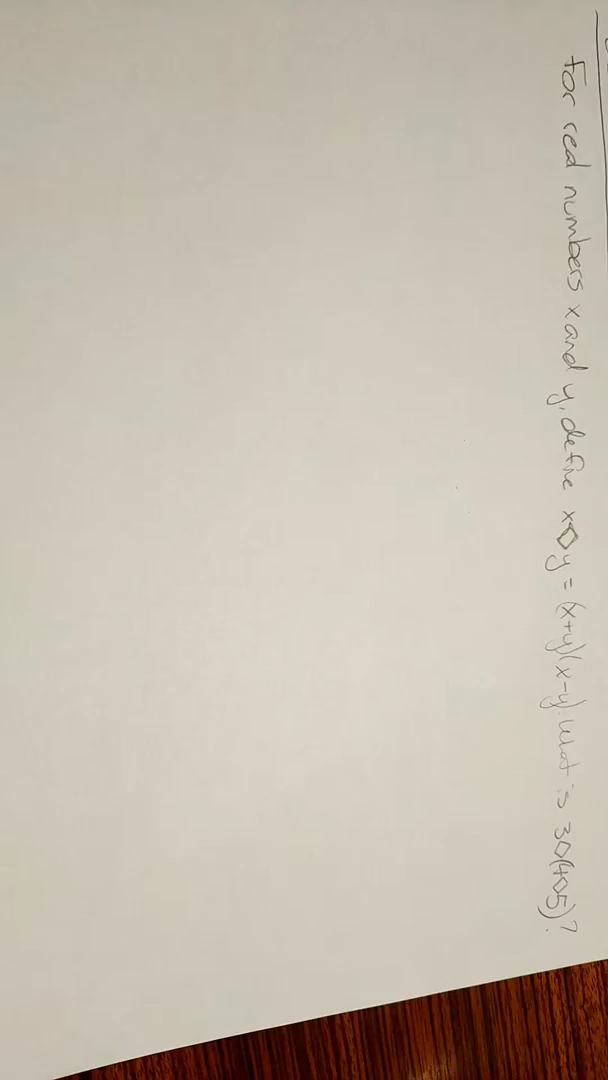 for real numbers x and y, define x◇y = (x+y)(x-y). What is 3◇(4◇5)?